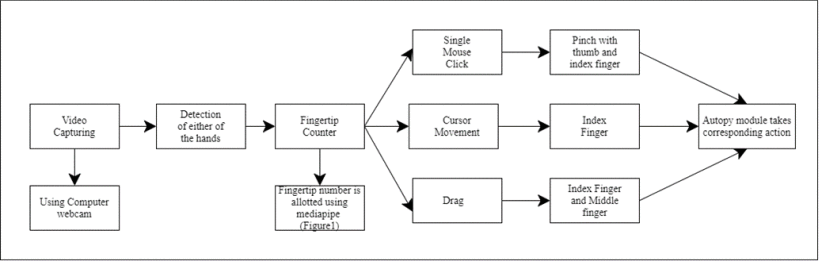 Video
Capturing
Using Computer
webcam
Detection
of either of
the hands
Fingertip
Counter
Fingertip number is
allotted using
mediapipe
(Figure1)
Single
Mouse
Click
Pinch with
thumb and
index finger
Cursor
Movement
Index
Finger
Drag
Index Finger
and Middle
finger
Autopy module takes
corresponding action